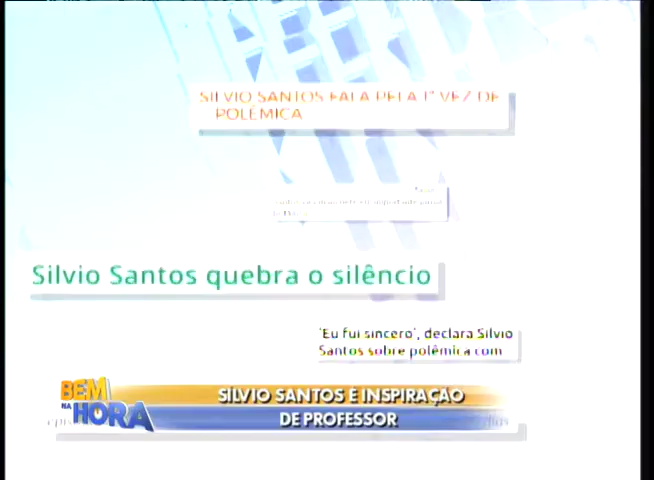 SILVIO SANTOS FALA PELA 1ª VEZ DE
POLÊMICA
Silvio Santos quebra o silêncio
'Eu fui sincero', declara Silvio
Santos sobre polêmica com
BEM
NA HORA
SÍLVIO SANTOS É INSPIRAÇÃO
DE PROFESSOR